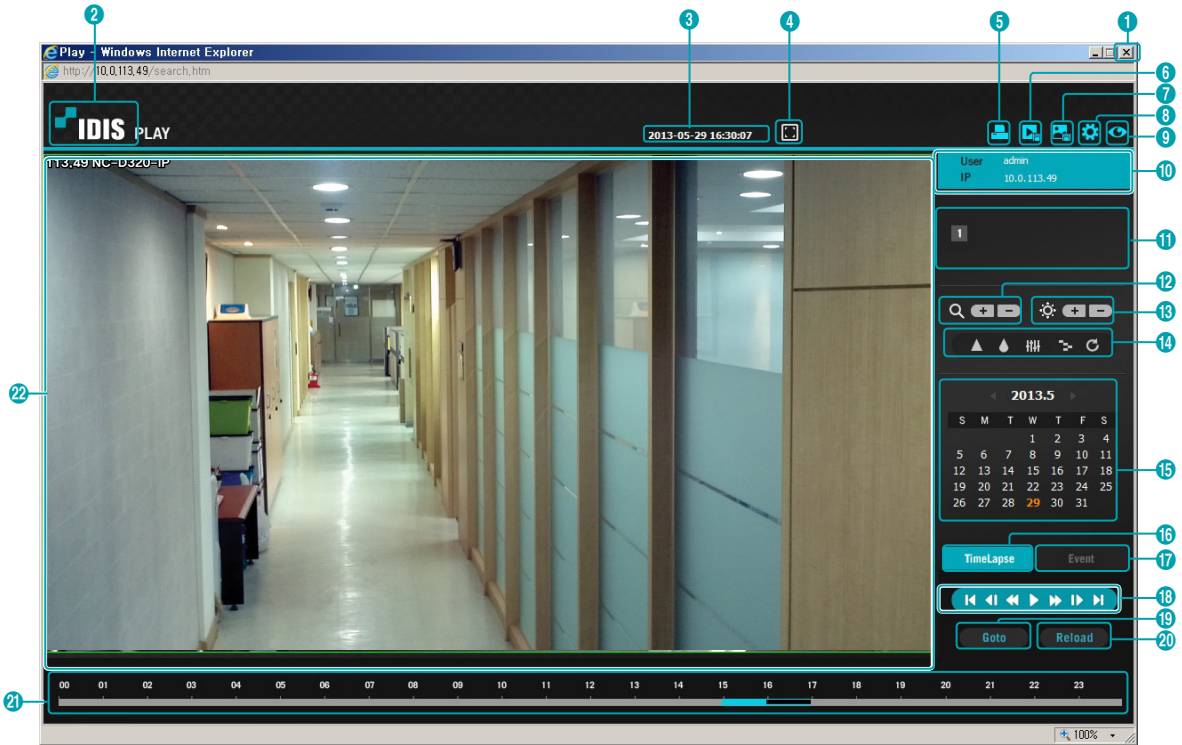 2
3
4
5
1
Play - Windows Internet Explorer
http://10.0.113.49/search.htm
6
7
8
9
IDIS PLAY
2013-05-29 16:30:07
113.49 NC-D320-IP
User admin
IP 10.0.113.49
10
1
11
12
13
14
2013.5
S M T W T F S
1 2 3 4
5 6 7 8 9 10 11
12 13 14 15 16 17 18
19 20 21 22 23 24 25
26 27 28 29 30 31
15
22
16
TimeLapse
Event
17
18
19
Goto
Reload
20
00 01 02 03 04 05 06 07 08 09 10 11 12 13 14 15 16 17 18 19 20 21 22 23
21
100%